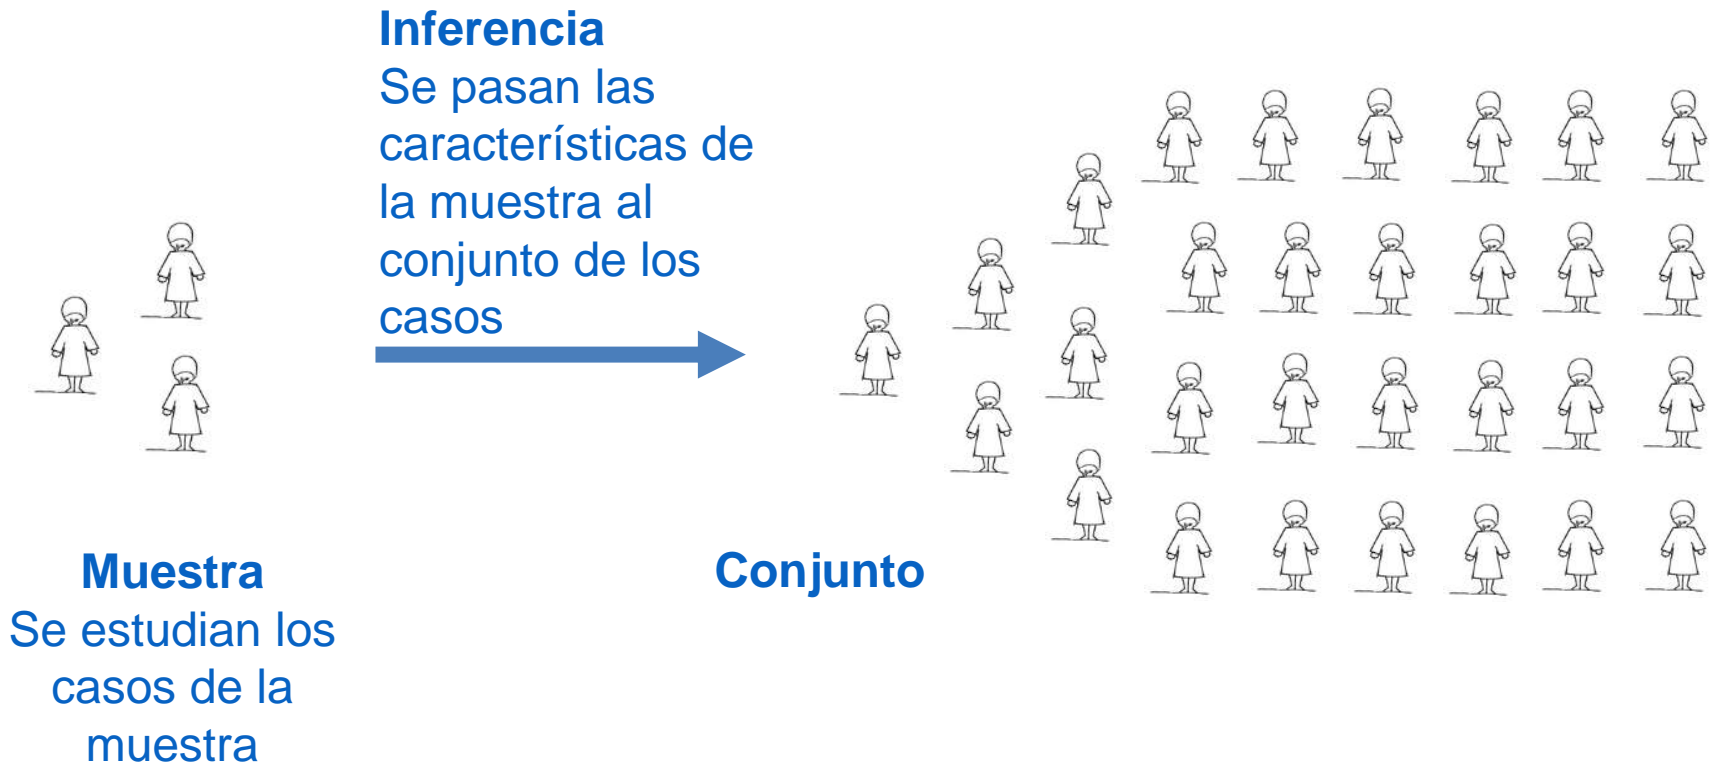 Inferencia
Se pasan las
características de
la muestra al
conjunto de los
casos
Muestra
Se estudian los
casos de la
muestra
Conjunto